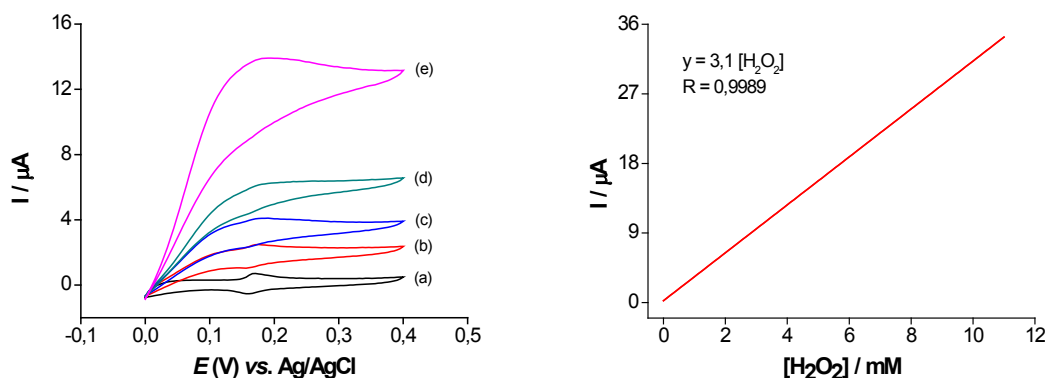 16
12
8
4
0
I / µA
(e)
(d)
(c)
(b)
(a)
-0,1 0,0 0,1 0,2 0,3 0,4 0,5
E (V) vs. Ag/AgCl
36
27
18
9
0
I / µA
y = 3,1 [H₂O₂]
R = 0,9989
0 2 4 6 8 10 12
[H₂O₂] / mM